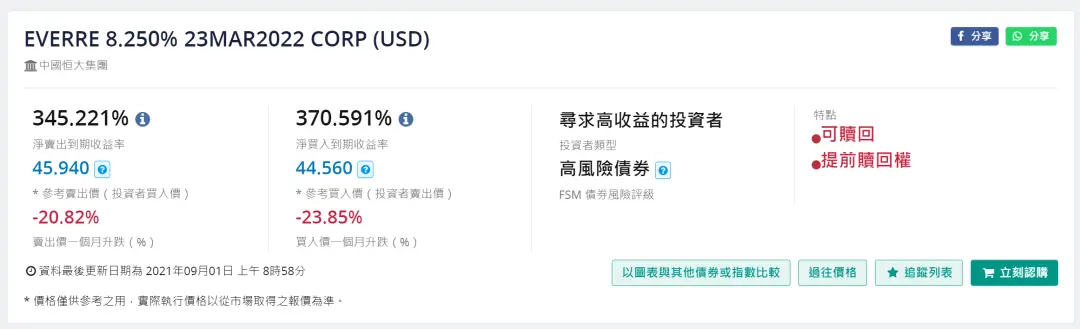 EVERRE 8.250% 23MAR2022 CORP (USD)
分享
分享
中國恒大集團
345.221%
淨賣出到期收益率
45.940
* 參考賣出價（投資者買入價）
-20.82%
賣出價一個月升跌（%）
370.591%
淨買入到期收益率
44.560
* 參考買入價（投資者賣出價）
-23.85%
買入價一個月升跌（%）
尋求高收益的投資者
投資者類型
高風險債券
FSM 債券風險評級
特點
可贖回
提前贖回權
資料最後更新日期為 2021年09月01日 上午 8時58分
以圖表與其他債券或指數比較
過往價格
追蹤列表
立刻認購
* 價格僅供參考之用，實際執行價格以從市場取得之報價為準。